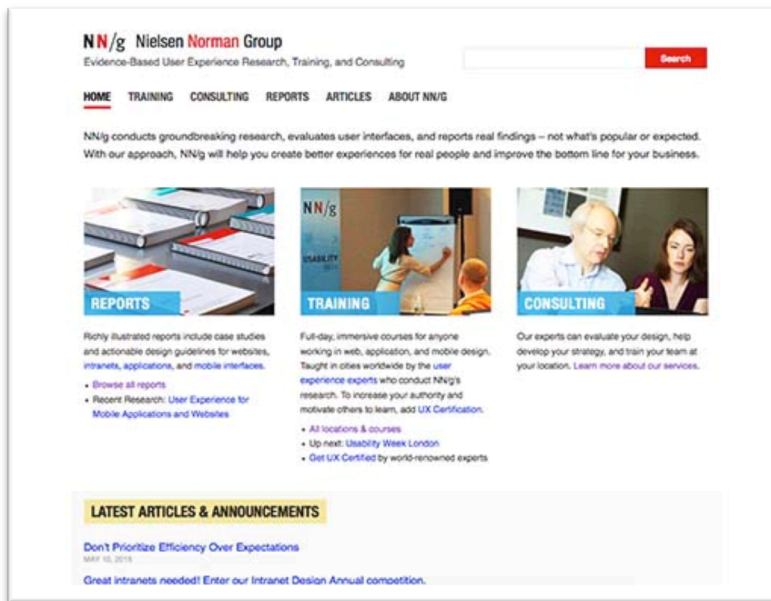 NN/g Nielsen Norman Group
Evidence-Based User Experience Research, Training, and Consulting
Search
HOME TRAINING CONSULTING REPORTS ARTICLES ABOUT NN/G
NN/g conducts groundbreaking research, evaluates user interfaces, and reports real findings – not what's popular or expected.
With our approach, NN/g will help you create better experiences for real people and improve the bottom line for your business.
REPORTS
Richly illustrated reports include case studies
and actionable design guidelines for websites,
intranets, applications, and mobile interfaces.
• Browse all reports
• Recent Research: User Experience for
Mobile Applications and Websites
NN/g
USABILITY
TRAINING
Full-day, immersive courses for anyone
working in web, application, and mobile design.
Taught in cities worldwide by the user
experience experts who conduct NN/g's
research. To increase your authority and
motivate others to learn, add UX Certification.
• All locations & courses
• Up next: Usability Week London
• Get UX Certified by world-renowned experts
CONSULTING
Our experts can evaluate your design, help
develop your strategy, and train your team at
your location. Learn more about our services.
LATEST ARTICLES & ANNOUNCEMENTS
Don't Prioritize Efficiency Over Expectations
MAY 10, 2015
Great intranets needed! Enter our Intranet Design Annual competition.